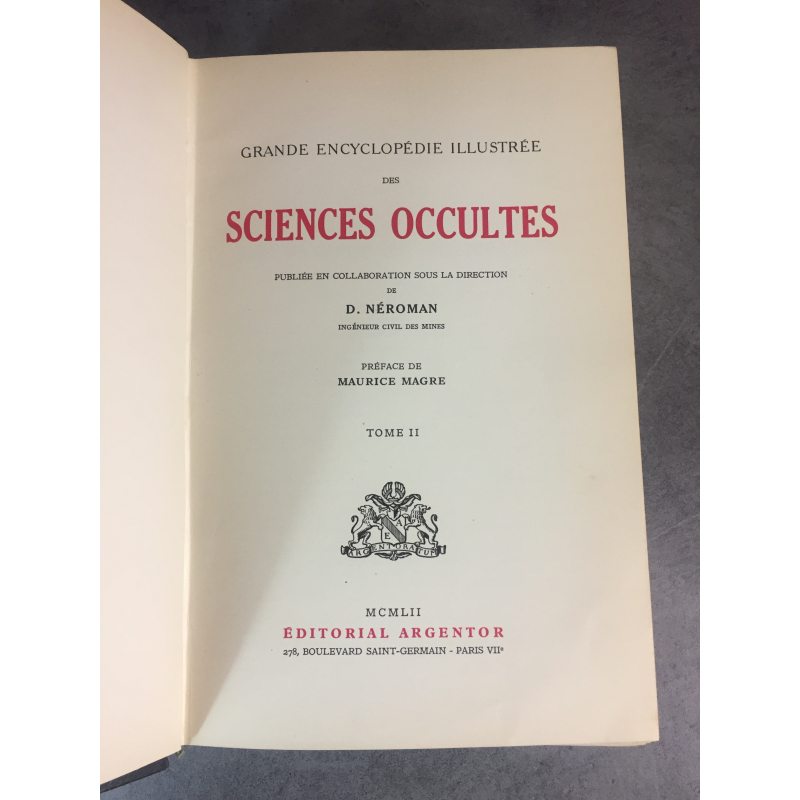 GRANDE ENCYCLOPÉDIE ILLUSTRÉE
DES
SCIENCES OCCULTES
PUBLIÉE EN COLLABORATION SOUS LA DIRECTION
DE
D. NÉROMAN
INGÉNIEUR CIVIL DES MINES
PRÉFACE DE
MAURICE MAGRE
TOME II
E A
ARGENTORATUM
MCMLII
ÉDITORIAL ARGENTOR
278, BOULEVARD SAINT-GERMAIN - PARIS VIIe